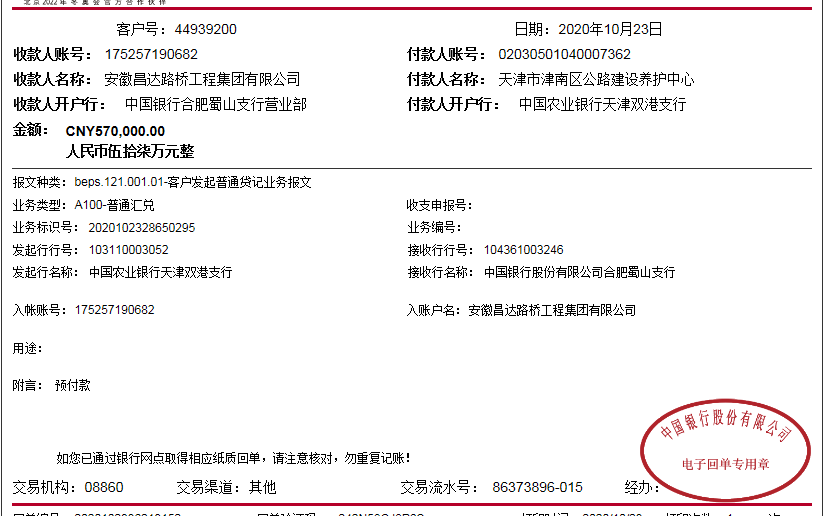 北京2022年冬奥会官方合作伙伴
客户号：44939200 日期：2020年10月23日
收款人账号：175257190682 付款人账号：02030501040007362
收款人名称：安徽昌达路桥工程集团有限公司 付款人名称：天津市津南区公路建设养护中心
收款人开户行：中国银行合肥蜀山支行营业部 付款人开户行：中国农业银行天津双港支行
金额：CNY570,000.00
人民币伍拾柒万元整
报文种类：beps.121.001.01-客户发起普通贷记业务报文
业务类型：A100-普通汇兑 收支申报号：
业务标识号：2020102328650295 业务编号：
发起行行号：103110003052 接收行行号：104361003246
发起行名称：中国农业银行天津双港支行 接收行名称：中国银行股份有限公司合肥蜀山支行
入帐账号：175257190682 入账户名：安徽昌达路桥工程集团有限公司
用途：
附言：预付款
中国银行股份有限公司
电子回单专用章
如您已通过银行网点取得相应纸质回单，请注意核对，勿重复记账！
交易机构：08860 交易渠道：其他 交易流水号：86373896-015 经办：